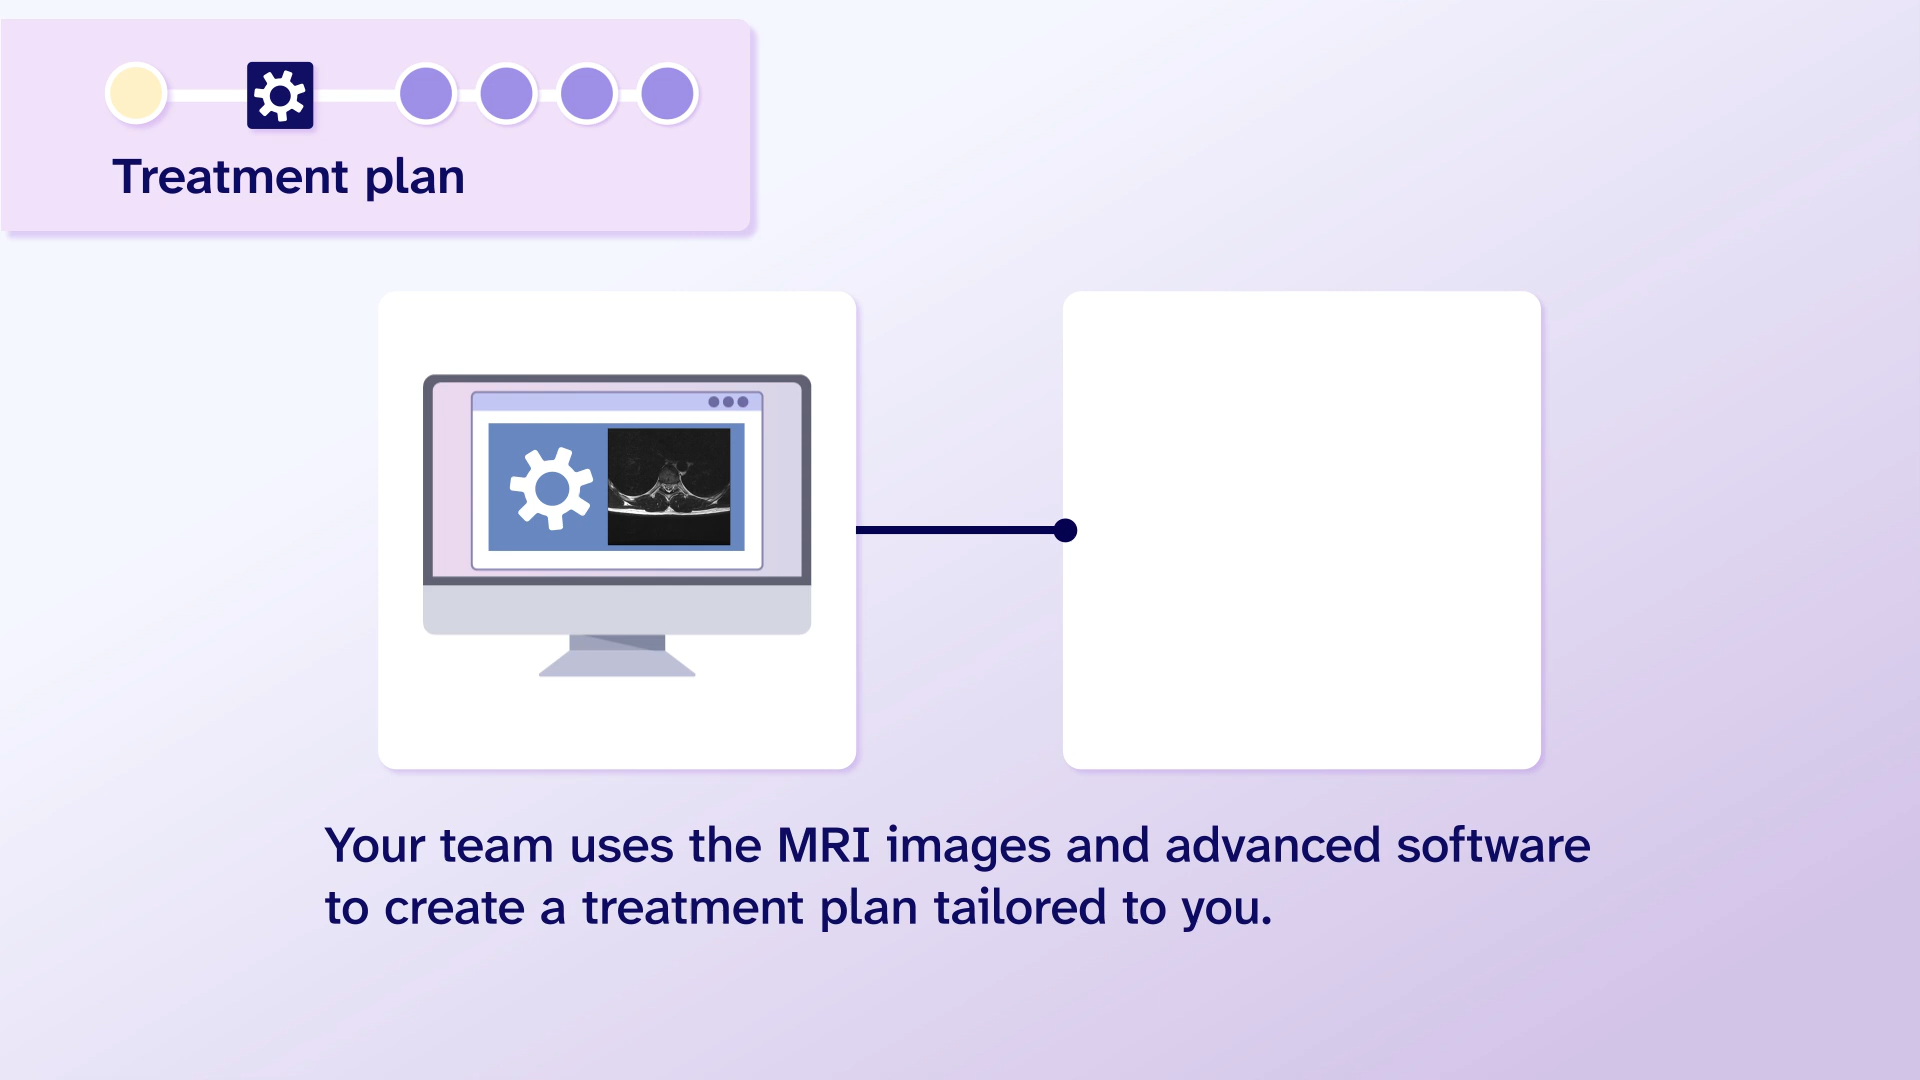 Treatment plan
Your team uses the MRI images and advanced software
to create a treatment plan tailored to you.